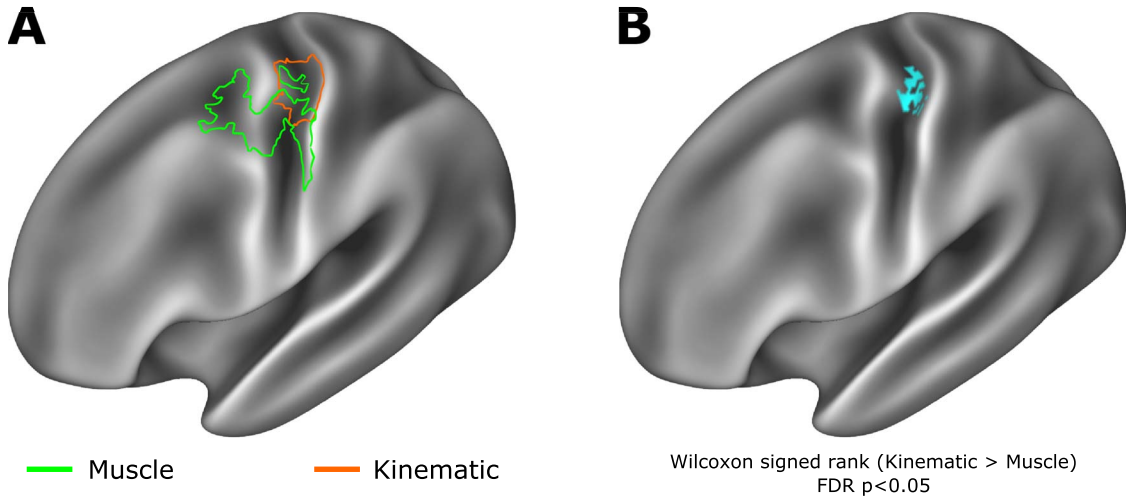 A
B
Muscle
Kinematic
Wilcoxon signed rank (Kinematic > Muscle)
FDR p<0.05